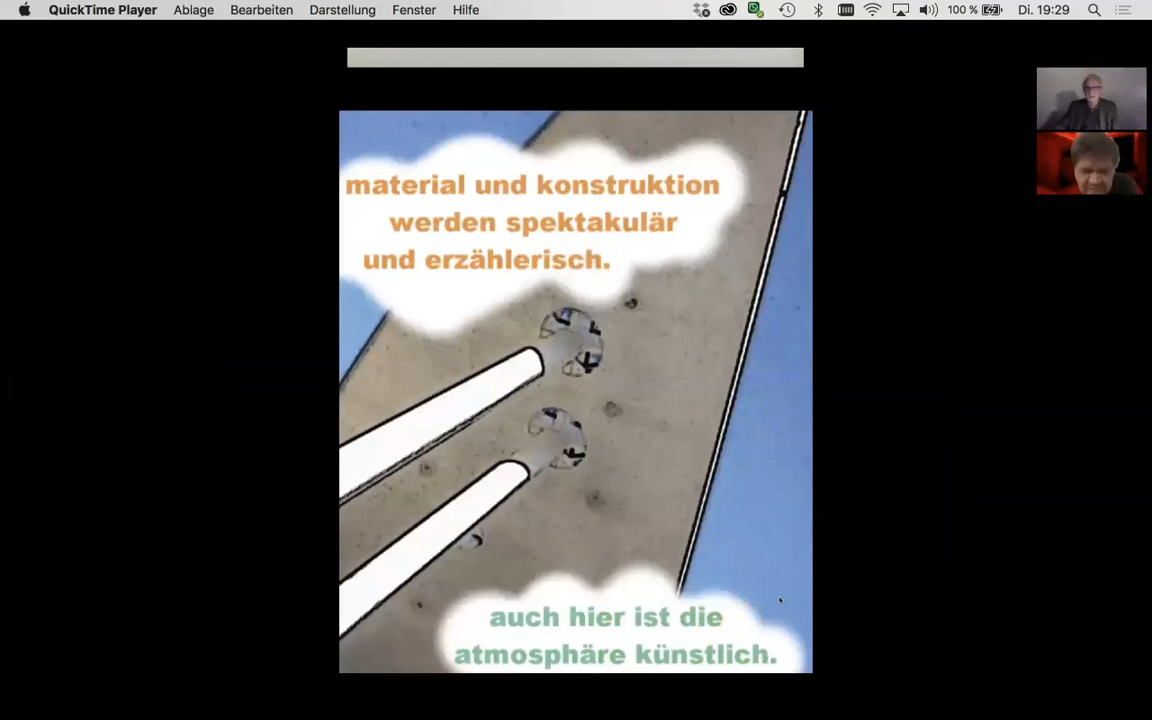 QuickTime Player Ablage Bearbeiten Darstellung Fenster Hilfe 100 % Di. 19:29
material und konstruktion
werden spektakulär
und erzählerisch.
auch hier ist die
atmosphäre künstlich.